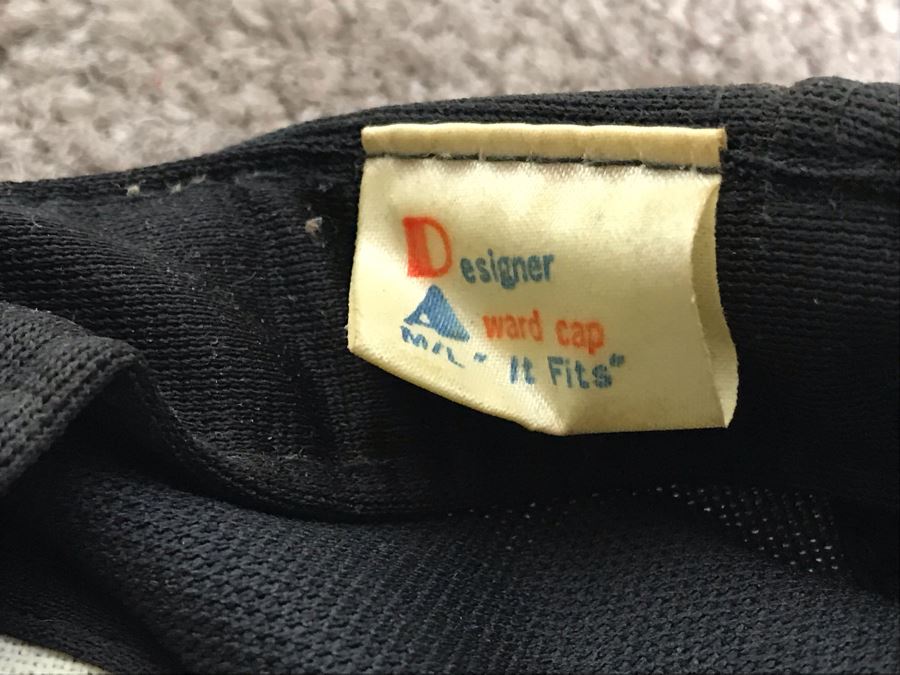 Designer
Award cap
M/L " It Fits"